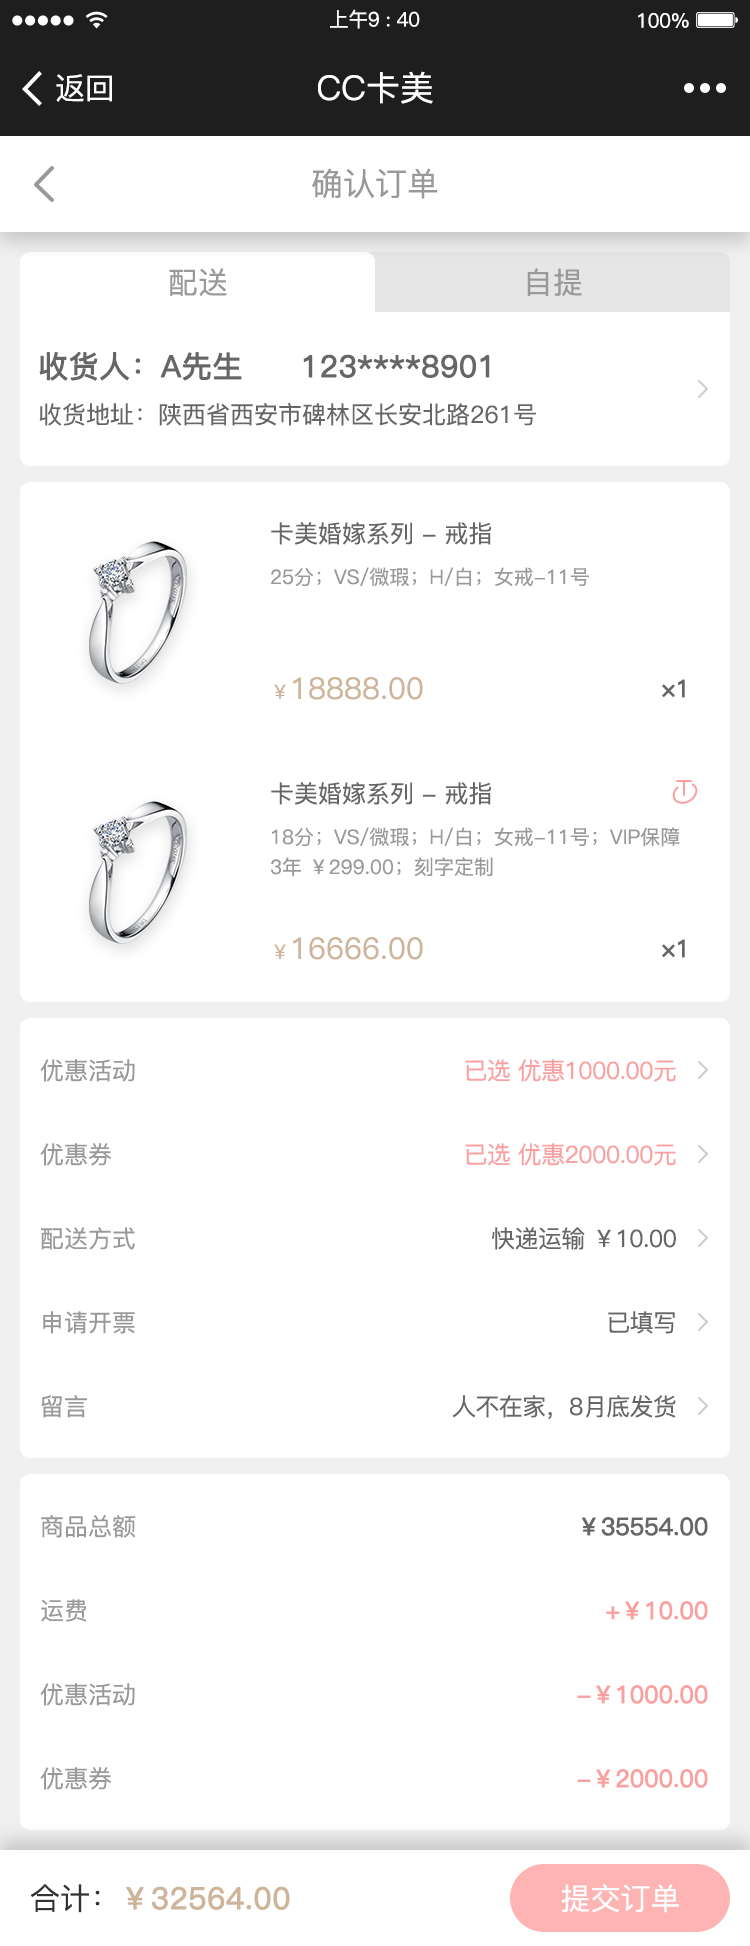 上午9 : 40
100%
返回
CC卡美
确认订单
配送
自提
收货人：A先生 123****8901
收货地址：陕西省西安市碑林区长安北路261号
卡美婚嫁系列 – 戒指
25分；VS/微瑕；H/白；女戒–11号
¥18888.00
×1
卡美婚嫁系列 – 戒指
18分；VS/微瑕；H/白；女戒–11号；VIP保障
3年 ¥299.00；刻字定制
¥16666.00
×1
优惠活动
已选 优惠1000.00元
优惠券
已选 优惠2000.00元
配送方式
快递运输 ¥10.00
申请开票
已填写
留言
人不在家，8月底发货
商品总额
¥35554.00
运费
+¥10.00
优惠活动
–¥1000.00
优惠券
–¥2000.00
合计：¥32564.00
提交订单